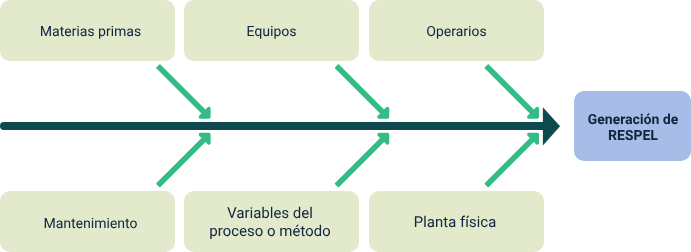 Materias primas
Equipos
Operarios
Generación de
RESPEL
Mantenimiento
Variables del
proceso o método
Planta física